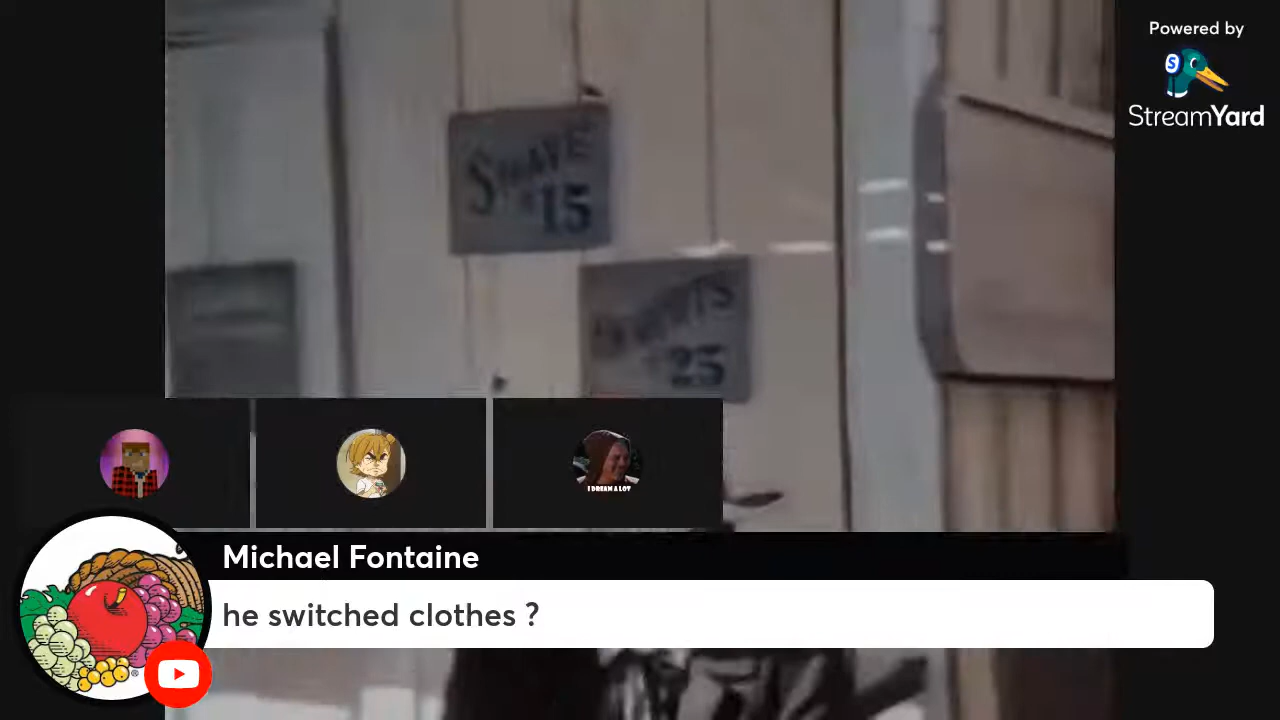 Powered by
StreamYard
SHAVE
15
25
I DREAM A LOT
Michael Fontaine
he switched clothes ?